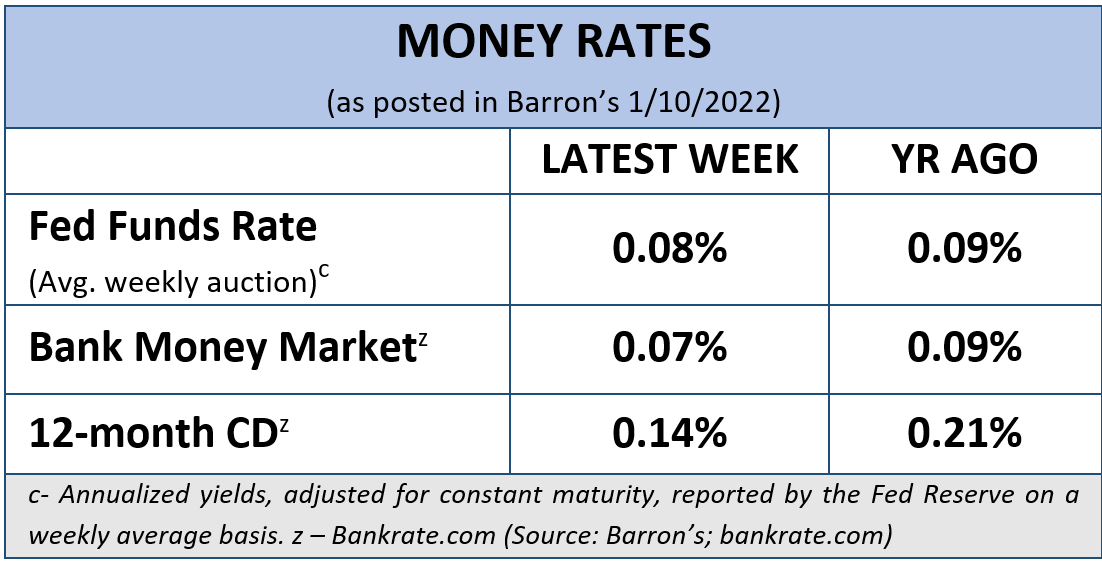 MONEY RATES
(as posted in Barron’s 1/10/2022)
LATEST WEEK YR AGO
Fed Funds Rate
(Avg. weekly auction)c 0.08% 0.09%
Bank Money Marketz 0.07% 0.09%
12-month CDz 0.14% 0.21%
c- Annualized yields, adjusted for constant maturity, reported by the Fed Reserve on a
weekly average basis. z – Bankrate.com (Source: Barron’s; bankrate.com)